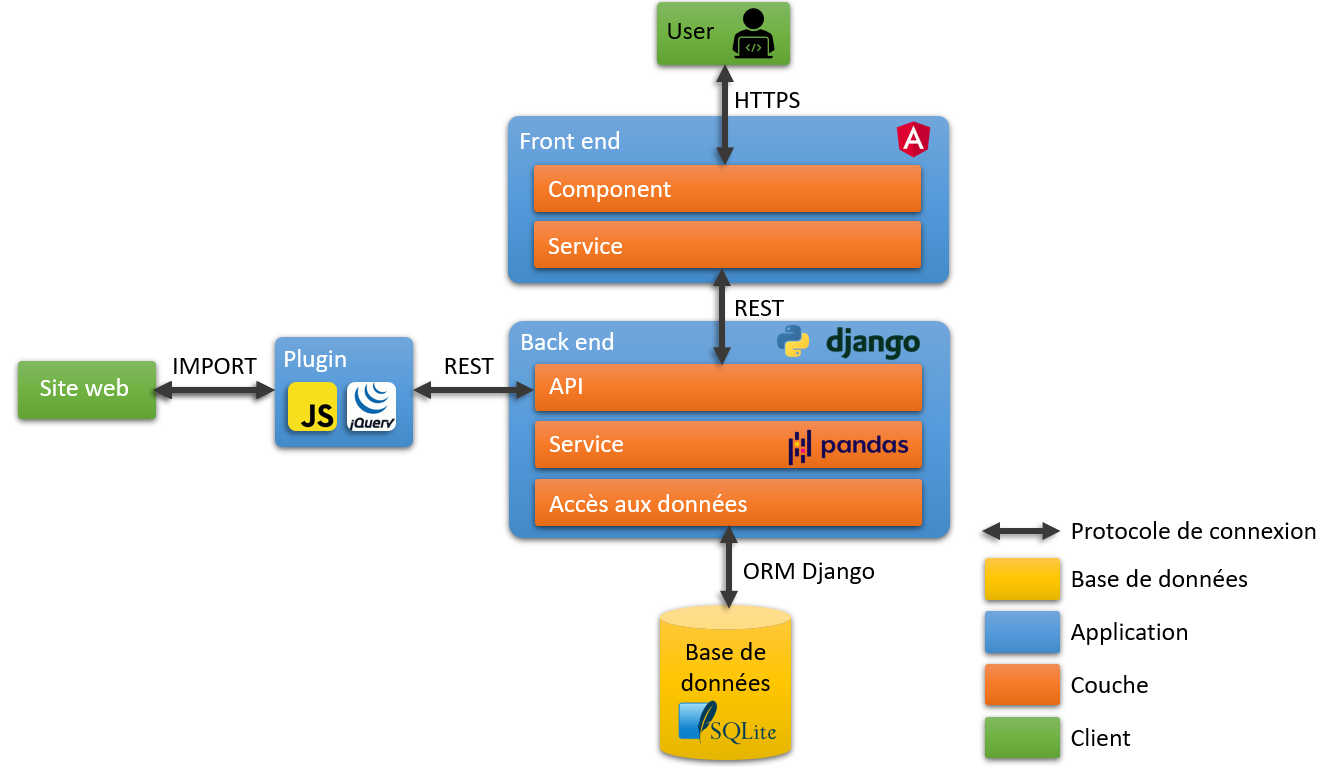 User
</>
HTTPS
Front end
A
Component
Service
REST
Back end
django
API
Service
pandas
Accès aux données
Site web
IMPORT
Plugin
JS
jQuery
REST
ORM Django
Base de
données
SQLite
Protocole de connexion
Base de données
Application
Couche
Client